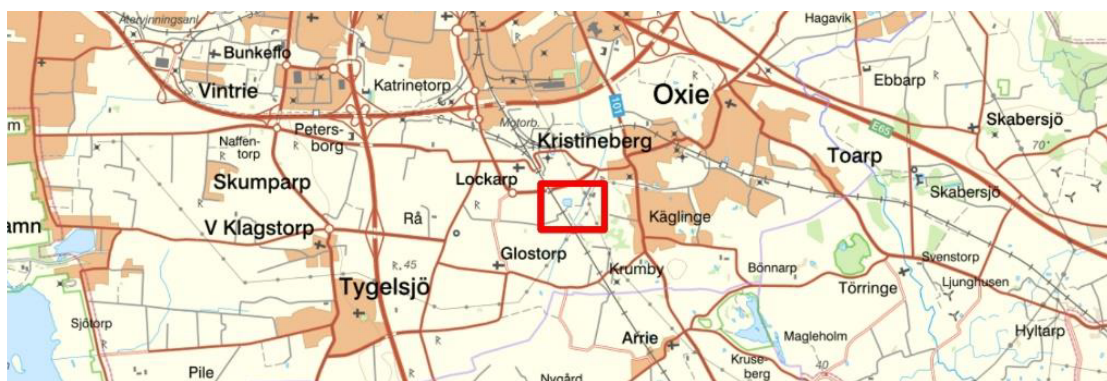 Återvinningsanl
Hagavik
Bunkeflo
Ebbarp
Vintrie
Katrinetorp
Oxie
101
Motorb.
Skabersjö
E65
Peters-
borg
Kristineberg
70
Naffen-
torp
Toarp
Lockarp
Skabersjö
Skumparp
Rå
Käglinge
V Klagstorp
amn
Glostorp
Svenstorp
45
Krumby
Bönnarp
Ljunghusen
Tygelsjö
Törringe
Sjötorp
Hyltarp
Arrie
Magleholm
Kruse-
berg
40
Pile
Nygård